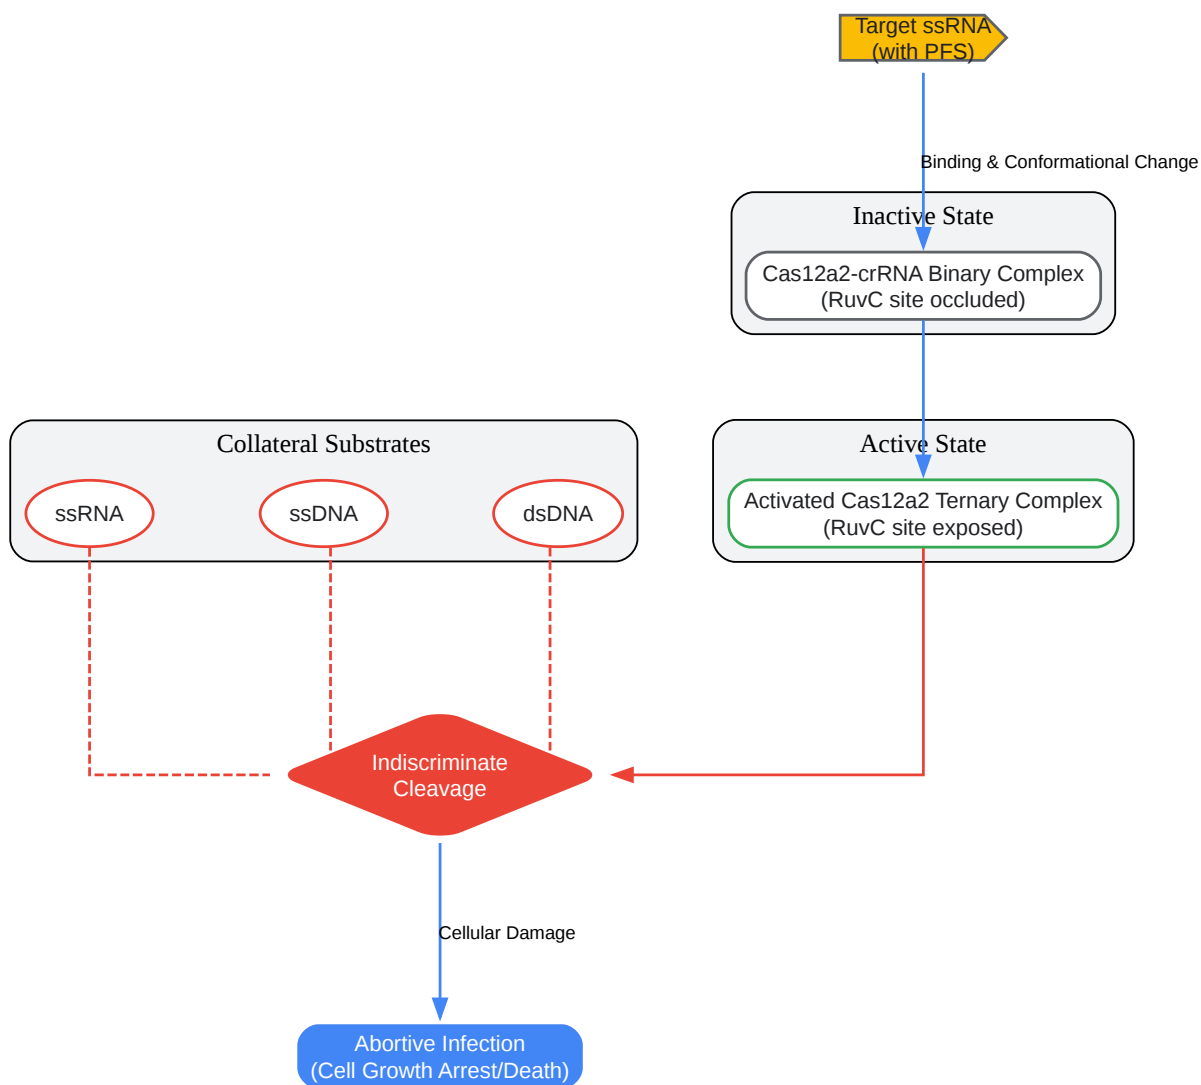 Target ssRNA
(with PFS)
Binding & Conformational Change
Inactive State
Cas12a2-crRNA Binary Complex
(RuvC site occluded)
Collateral Substrates
ssRNA
ssDNA
dsDNA
Active State
Activated Cas12a2 Ternary Complex
(RuvC site exposed)
Indiscriminate
Cleavage
Cellular Damage
Abortive Infection
(Cell Growth Arrest/Death)